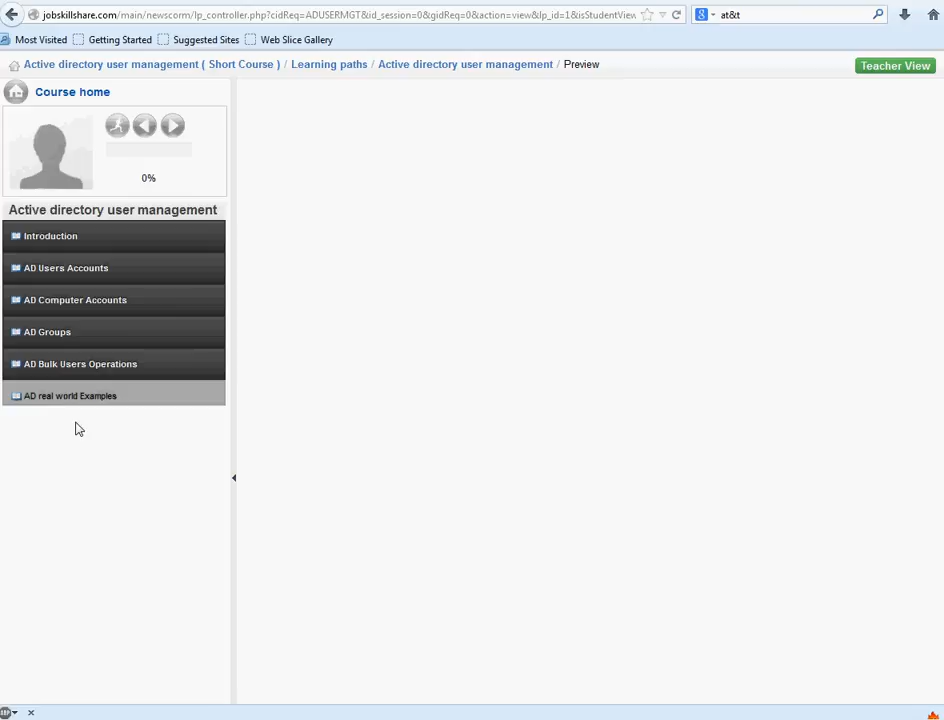 jobskillshare.com/main/newscorm/lp_controller.php?cidReq=ADUSERMGT&id_session=0&gidReq=0&action=view&lp_id=1&isStudentView
8 at&t
Most Visited Getting Started Suggested Sites Web Slice Gallery
Active directory user management ( Short Course ) / Learning paths / Active directory user management / Preview
Teacher View
Course home
0%
Active directory user management
Introduction
AD Users Accounts
AD Computer Accounts
AD Groups
AD Bulk Users Operations
AD real world Examples